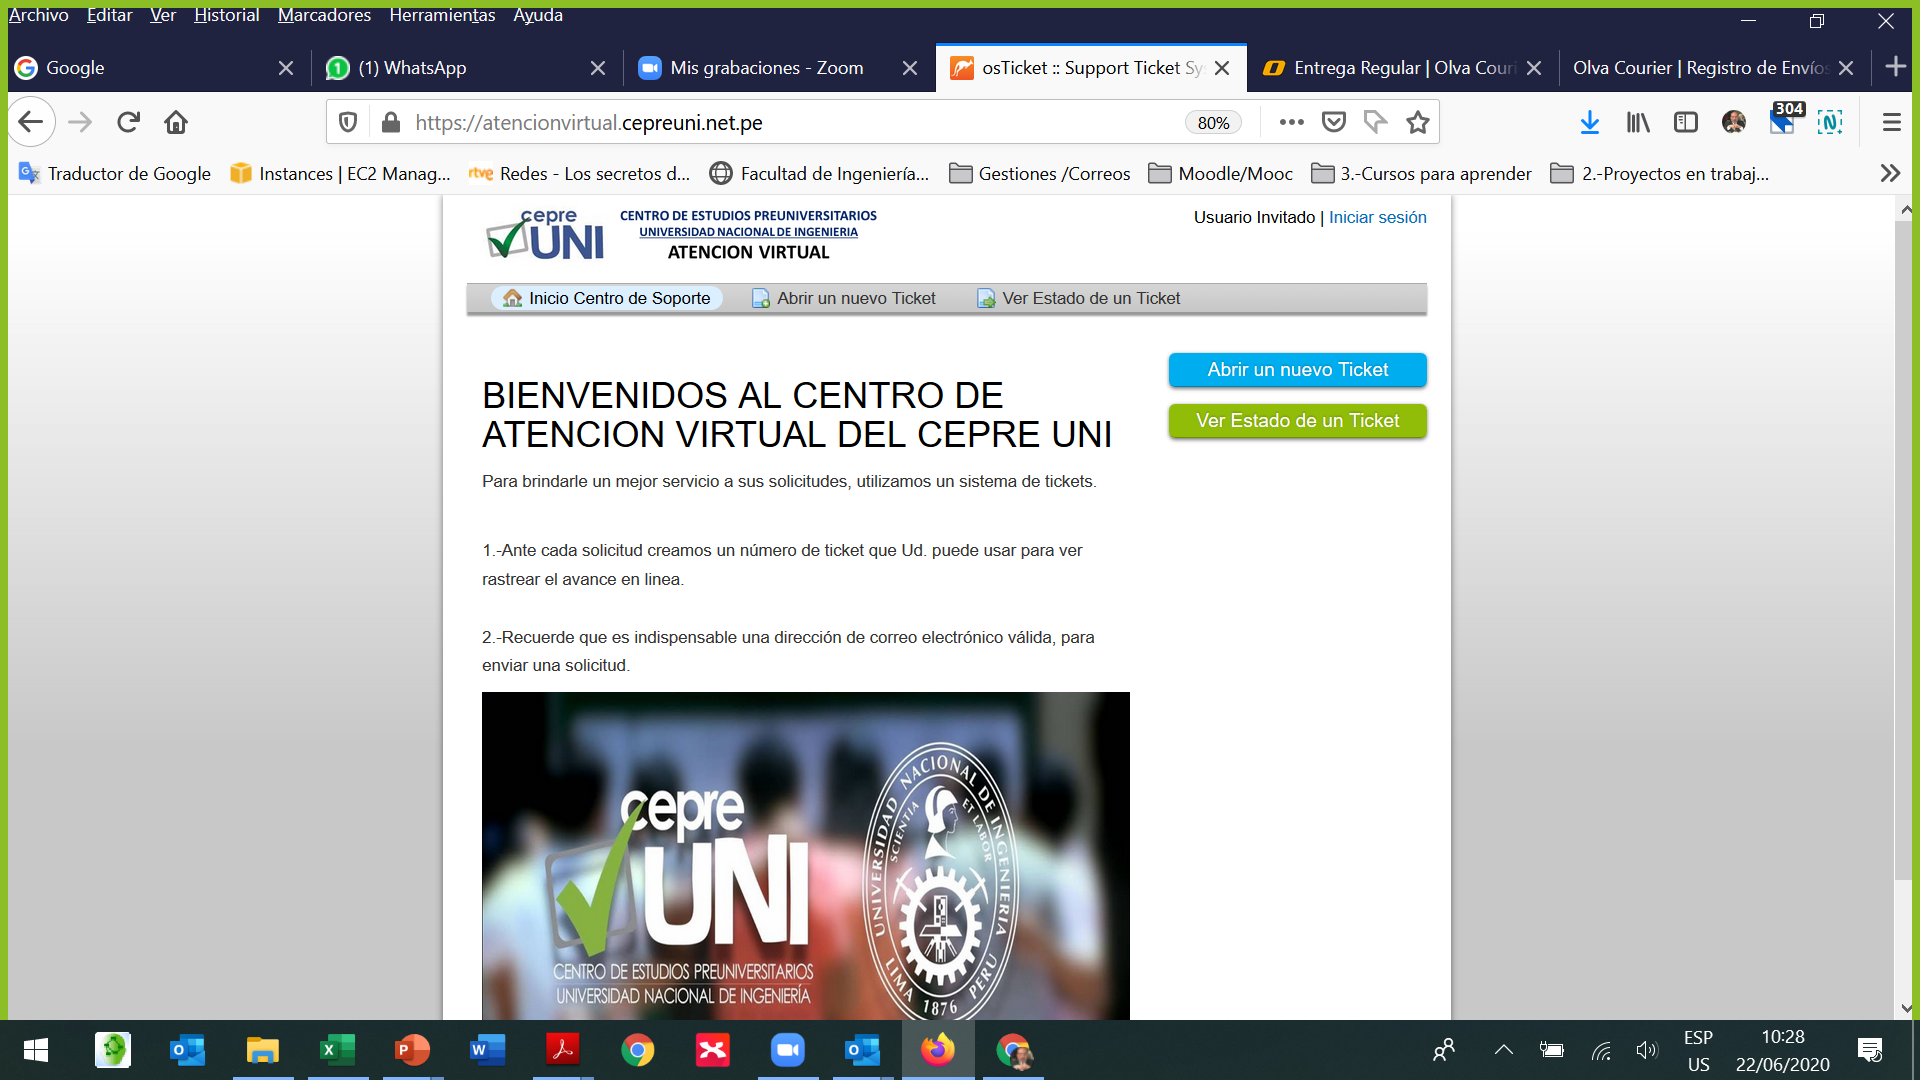 Archivo Editar Ver Historial Marcadores Herramientas Ayuda
Google
(1) WhatsApp
Mis grabaciones - Zoom
osTicket :: Support Ticket Sy
Entrega Regular | Olva Couri
Olva Courier | Registro de Envíos
https://atencionvirtual.cepreuni.net.pe
80%
304
Traductor de Google
Instances | EC2 Manag...
rtve Redes - Los secretos d...
Facultad de Ingeniería...
Gestiones /Correos
Moodle/Mooc
3.-Cursos para aprender
2.-Proyectos en trabaj...
cepre
UNI
CENTRO DE ESTUDIOS PREUNIVERSITARIOS
UNIVERSIDAD NACIONAL DE INGENIERIA
ATENCION VIRTUAL
Usuario Invitado | Iniciar sesión
Inicio Centro de Soporte
Abrir un nuevo Ticket
Ver Estado de un Ticket
Abrir un nuevo Ticket
Ver Estado de un Ticket
BIENVENIDOS AL CENTRO DE
ATENCION VIRTUAL DEL CEPRE UNI
Para brindarle un mejor servicio a sus solicitudes, utilizamos un sistema de tickets.
1.-Ante cada solicitud creamos un número de ticket que Ud. puede usar para ver
rastrear el avance en linea.
2.-Recuerde que es indispensable una dirección de correo electrónico válida, para
enviar una solicitud.
cepre
UNI
CENTRO DE ESTUDIOS PREUNIVERSITARIOS
UNIVERSIDAD NACIONAL DE INGENIERÍA
UNIVERSIDAD NACIONAL DE INGENIERIA
SCIENTIA ET LABOR
LIMA 1876 PERU
ESP
US
10:28
22/06/2020